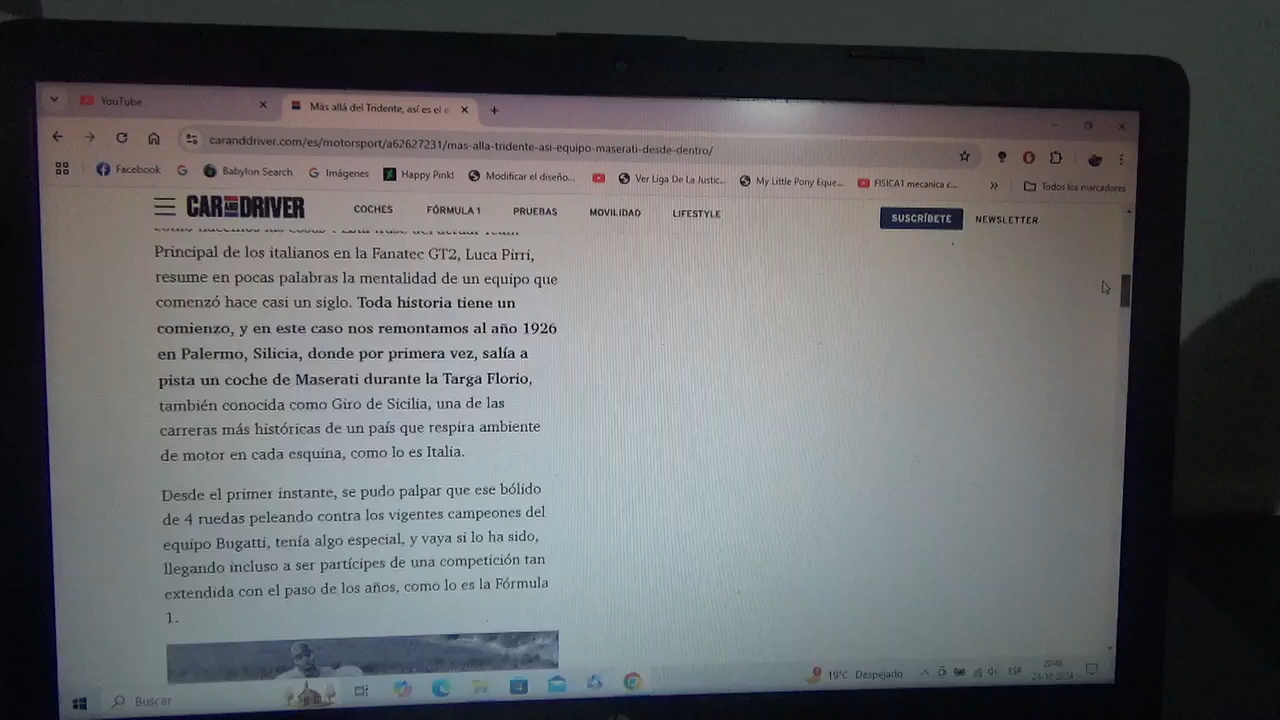 YouTube
Más allá del Tridente, así es el e
caranddriver.com/es/motorsport/a62627231/mas-alla-tridente-asi-equipo-maserati-desde-dentro/
Facebook
Babylon Search
Imágenes
Happy Pink!
Modificar el diseño...
Ver Liga De La Justic...
My Little Pony Eque...
FISICA1 mecanica c...
»
Todos los marcadores
CAR AND DRIVER
COCHES
FÓRMULA 1
PRUEBAS
MOVILIDAD
LIFESTYLE
SUSCRÍBETE
NEWSLETTER
Principal de los italianos en la Fanatec GT2, Luca Pirri,
resume en pocas palabras la mentalidad de un equipo que
comenzó hace casi un siglo. Toda historia tiene un
comienzo, y en este caso nos remontamos al año 1926
en Palermo, Silicia, donde por primera vez, salía a
pista un coche de Maserati durante la Targa Florio,
también conocida como Giro de Sicilia, una de las
carreras más históricas de un país que respira ambiente
de motor en cada esquina, como lo es Italia.
Desde el primer instante, se pudo palpar que ese bólido
de 4 ruedas peleando contra los vigentes campeones del
equipo Bugatti, tenía algo especial, y vaya si lo ha sido,
llegando incluso a ser partícipes de una competición tan
extendida con el paso de los años, como lo es la Fórmula
1.
Buscar
19°C Despejado
ESP
20:48